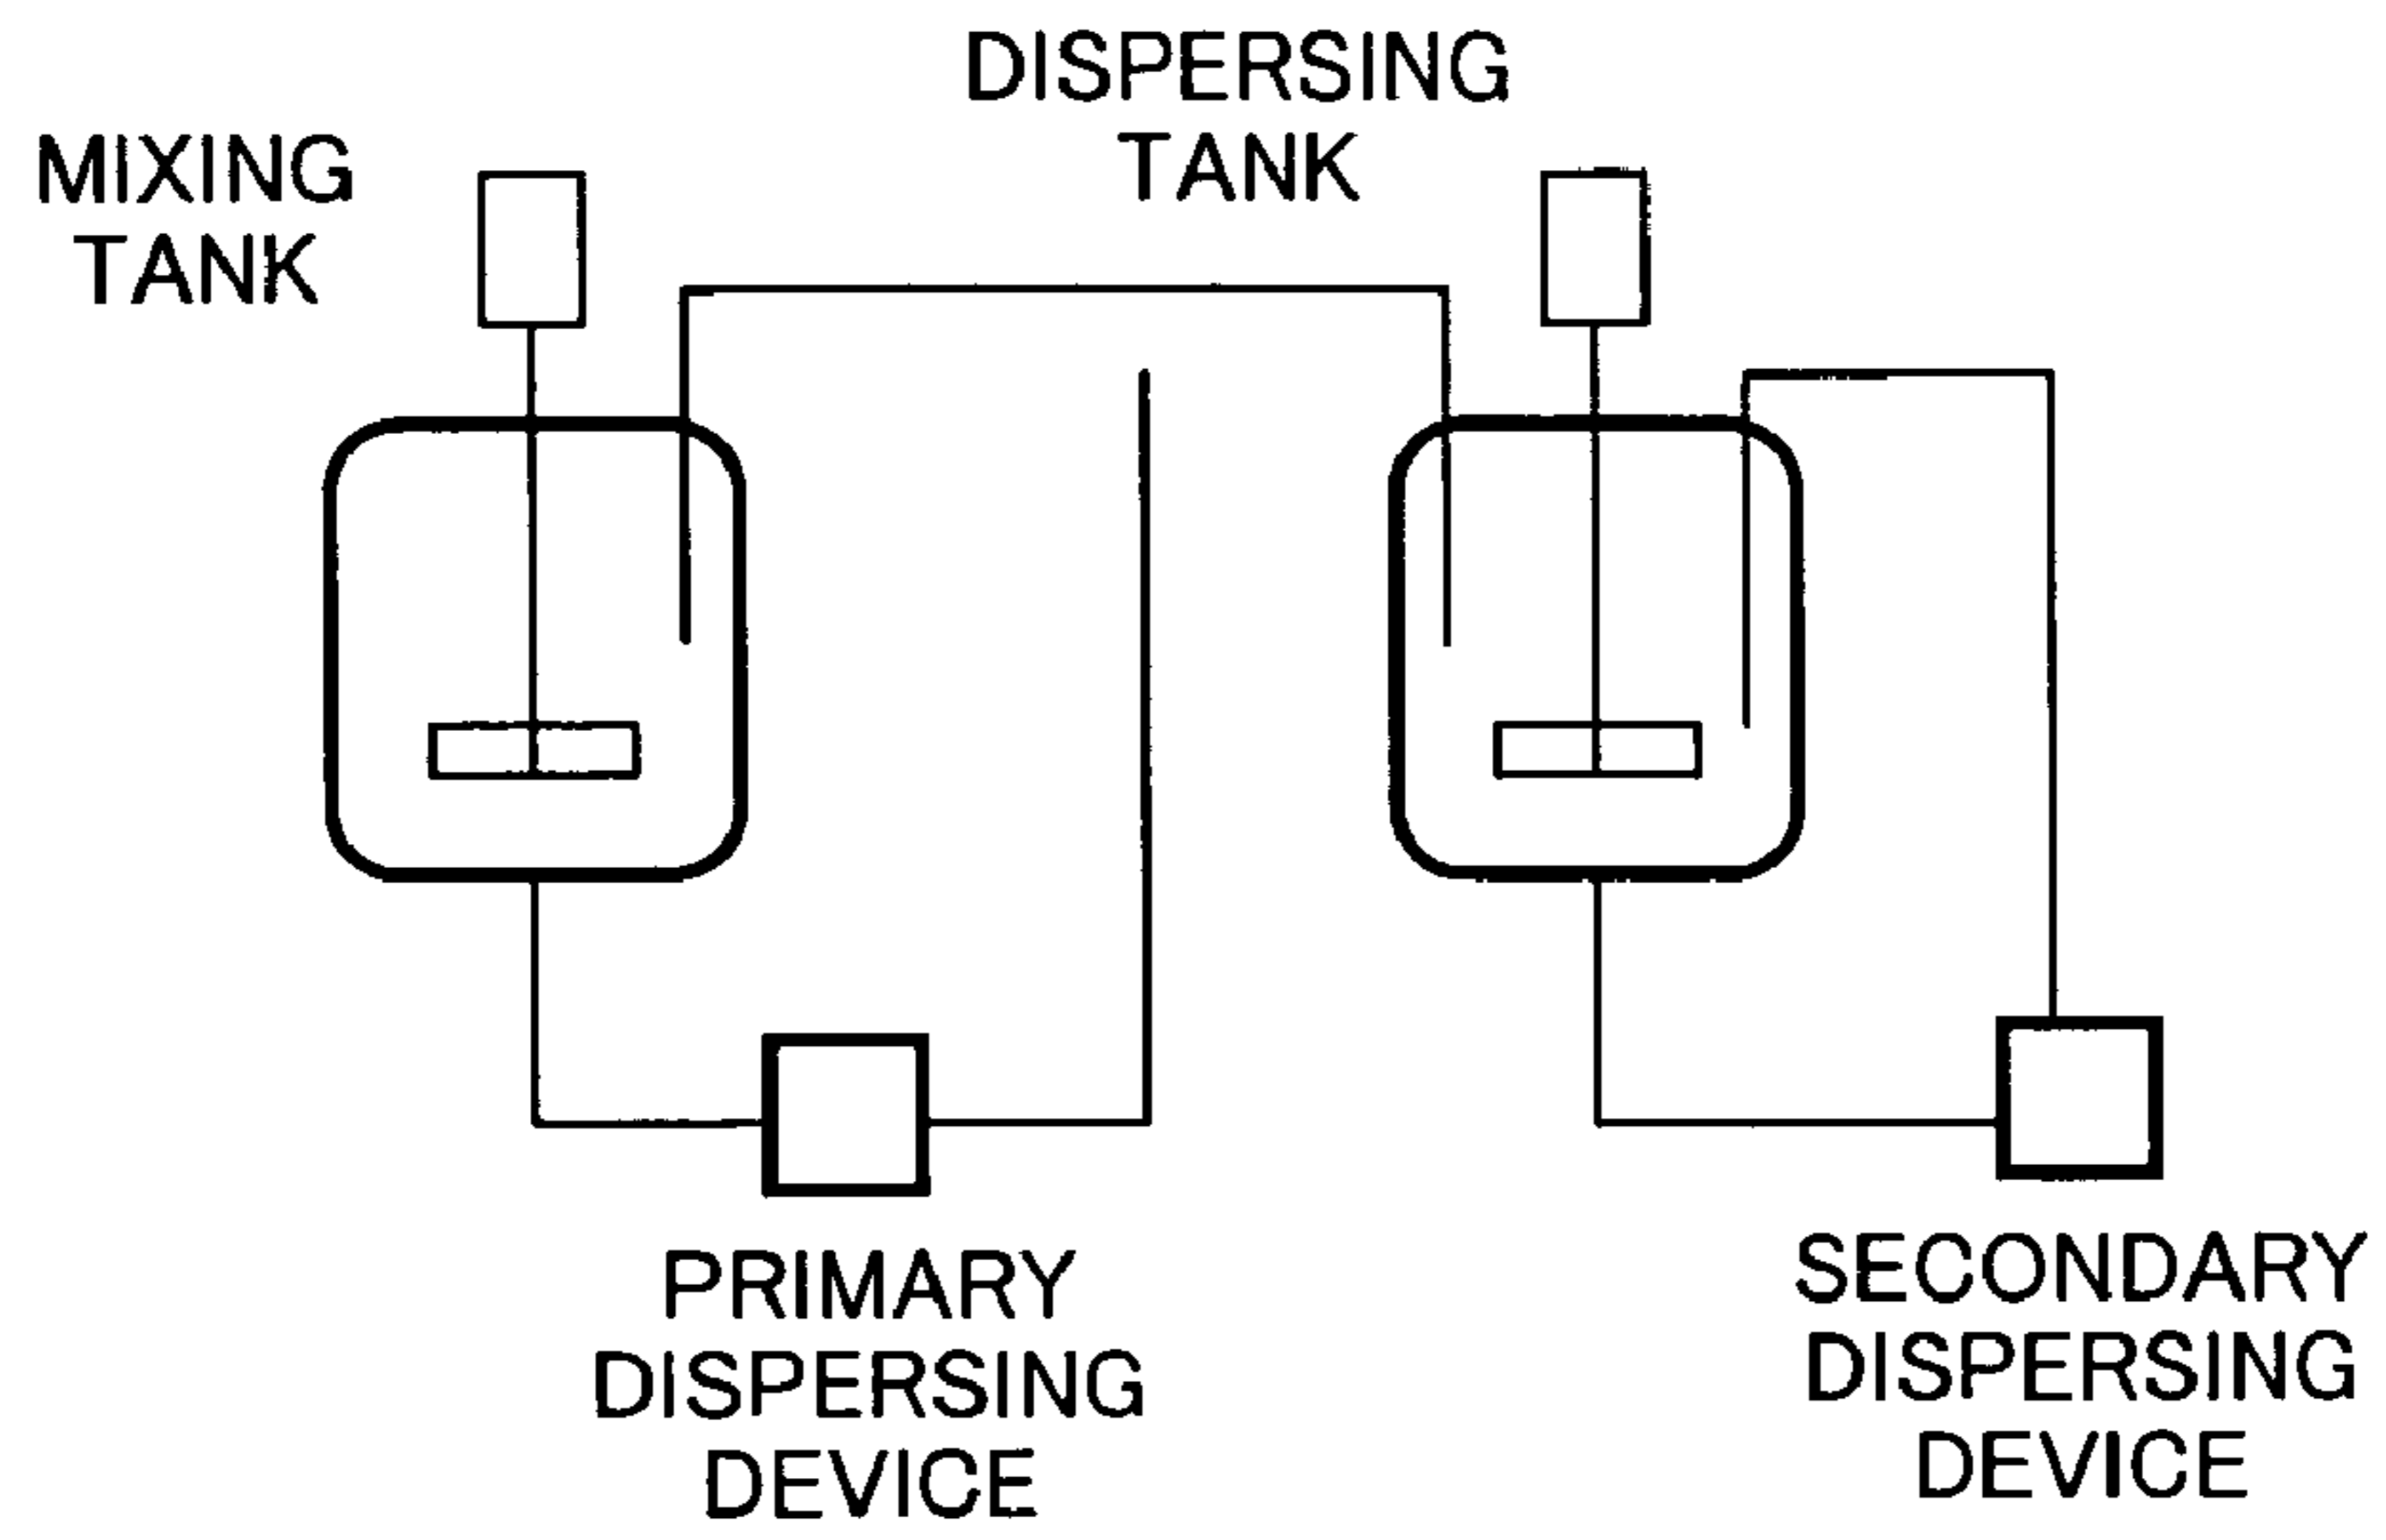 MIXING
TANK
DISPERSING
TANK
PRIMARY
DISPERSING
DEVICE
SECONDARY
DISPERSING
DEVICE